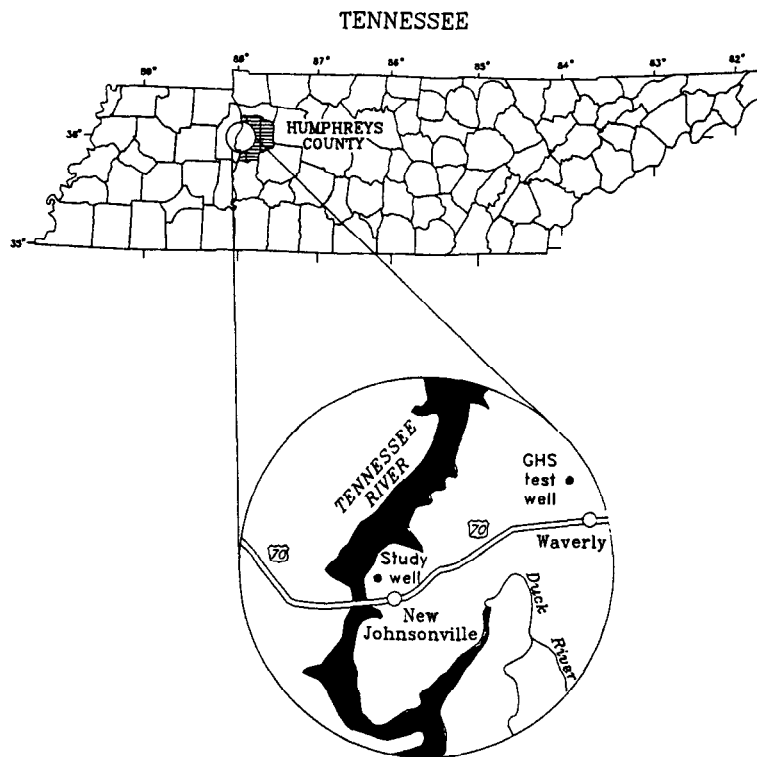 TENNESSEE
88°
87°
86°
85°
84°
83°
82°
36°
HUMPHREYS
COUNTY
35°
TENNESSEE
RIVER
GHS
test
well
70
70
Waverly
Study
well
New
Johnsonville
Duck
River